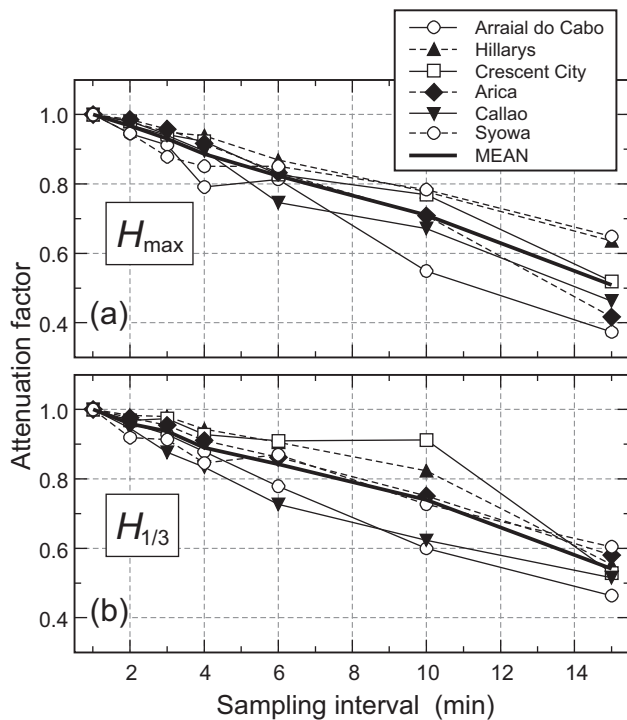 Arraial do Cabo
Hillarys
Crescent City
Arica
Callao
Syowa
MEAN
1.0
0.8
0.6
0.4
Hmax
(a)
Attenuation factor
1.0
0.8
0.6
0.4
H1/3
(b)
2 4 6 8 10 12 14
Sampling interval (min)